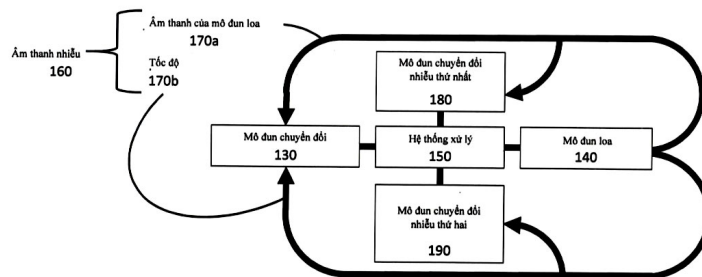 Âm thanh của mô đun loa
170a
Âm thanh nhiễu
160
Tốc độ
170b
Mô đun chuyển đổi
nhiễu thứ nhất
180
Mô đun chuyển đổi
130
Hệ thống xử lý
150
Mô đun loa
140
Mô đun chuyển đổi
nhiễu thứ hai
190